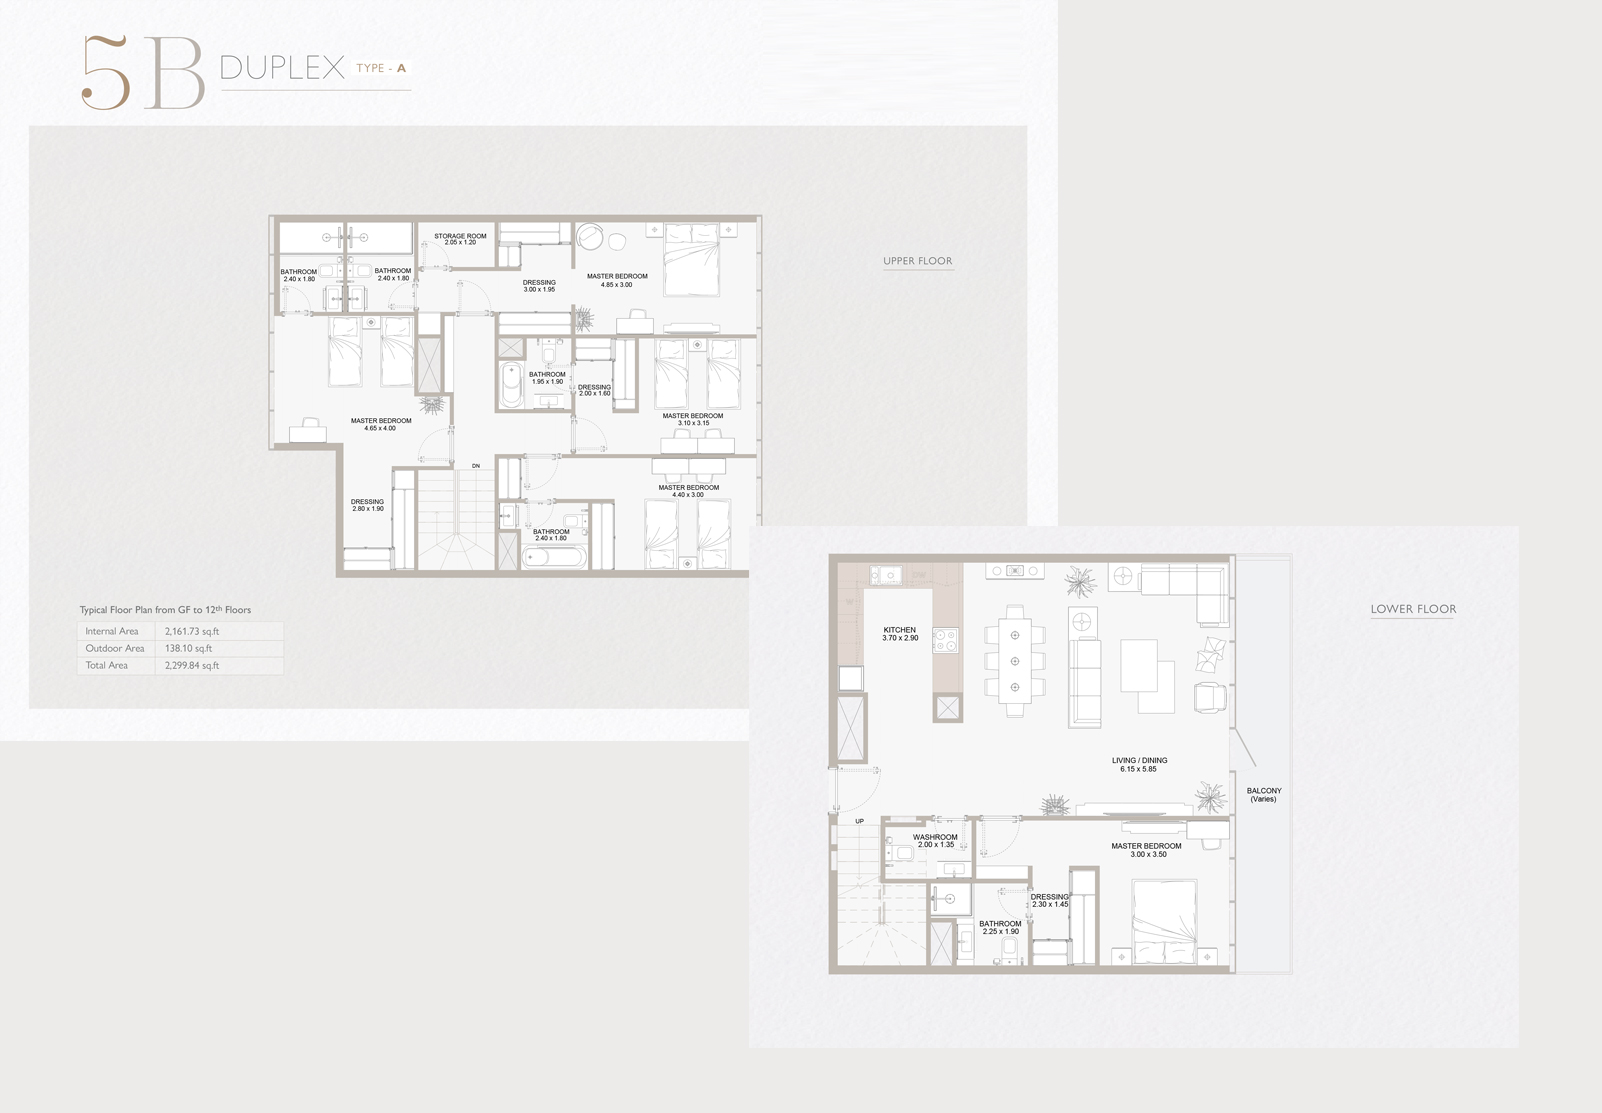 5B DUPLEX TYPE - A
UPPER FLOOR
STORAGE ROOM
2.05 x 1.20
BATHROOM
2.40 x 1.80
BATHROOM
2.40 x 1.80
DRESSING
3.00 x 1.95
MASTER BEDROOM
4.85 x 3.00
BATHROOM
1.95 x 1.90
DRESSING
2.00 x 1.60
MASTER BEDROOM
3.10 x 3.15
MASTER BEDROOM
4.65 x 4.00
DN
MASTER BEDROOM
4.40 x 3.00
DRESSING
2.80 x 1.90
BATHROOM
2.40 x 1.80
Typical Floor Plan from GF to 12th Floors
Internal Area 2,161.73 sq.ft
Outdoor Area 138.10 sq.ft
Total Area 2,299.84 sq.ft
LOWER FLOOR
KITCHEN
3.70 x 2.90
LIVING / DINING
6.15 x 5.85
BALCONY
(Varies)
UP
WASHROOM
2.00 x 1.35
MASTER BEDROOM
3.00 x 3.50
DRESSING
2.30 x 1.45
BATHROOM
2.25 x 1.90